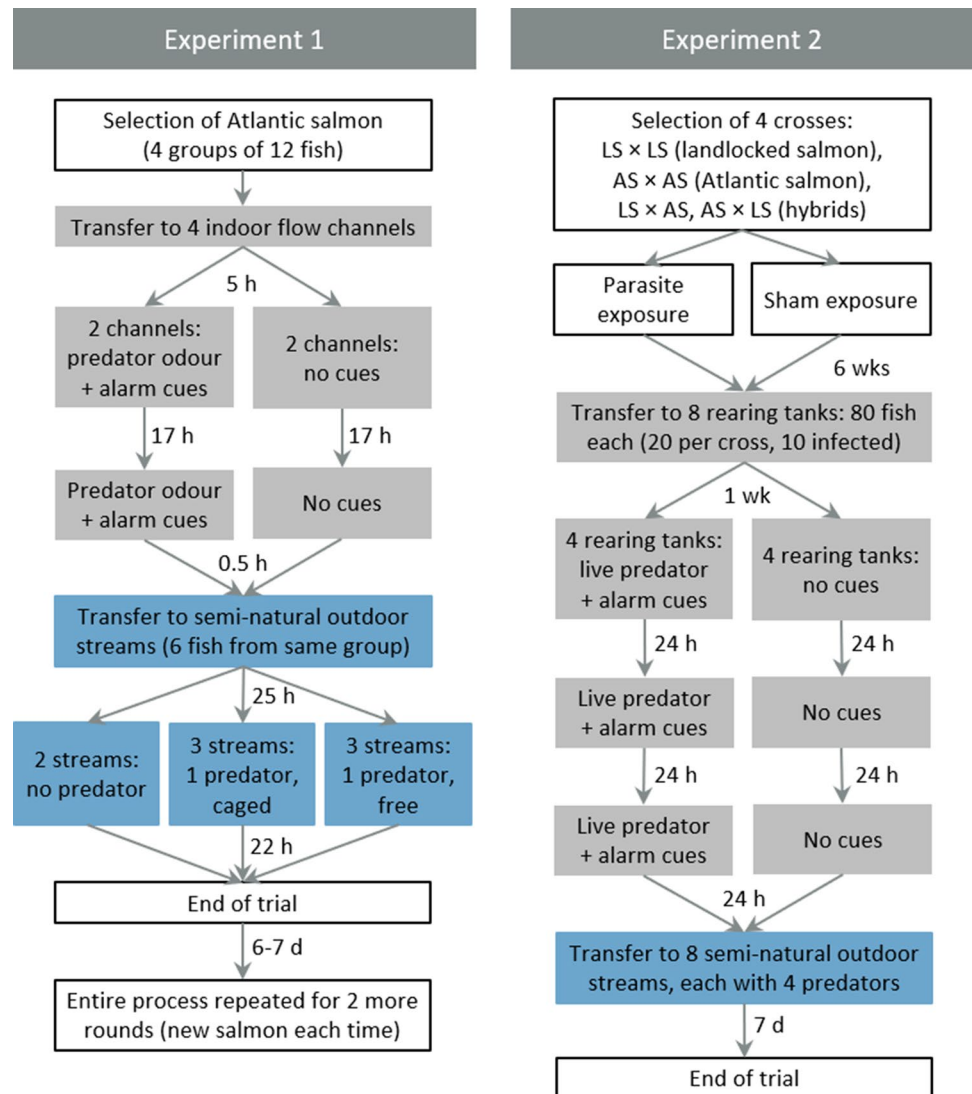 Experiment 1
Selection of Atlantic salmon
(4 groups of 12 fish)
Transfer to 4 indoor flow channels
5 h
2 channels:
predator odour
+ alarm cues
2 channels:
no cues
17 h
17 h
Predator odour
+ alarm cues
No cues
0.5 h
Transfer to semi-natural outdoor
streams (6 fish from same group)
25 h
2 streams:
no predator
3 streams:
1 predator,
caged
3 streams:
1 predator,
free
22 h
End of trial
6-7 d
Entire process repeated for 2 more
rounds (new salmon each time)
Experiment 2
Selection of 4 crosses:
LS × LS (landlocked salmon),
AS × AS (Atlantic salmon),
LS × AS, AS × LS (hybrids)
Parasite
exposure
Sham exposure
6 wks
Transfer to 8 rearing tanks: 80 fish
each (20 per cross, 10 infected)
1 wk
4 rearing tanks:
live predator
+ alarm cues
4 rearing tanks:
no cues
24 h
24 h
Live predator
+ alarm cues
No cues
24 h
24 h
Live predator
+ alarm cues
No cues
24 h
Transfer to 8 semi-natural outdoor
streams, each with 4 predators
7 d
End of trial